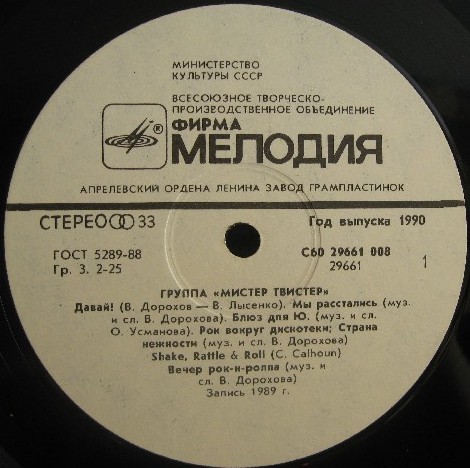 МИНИСТЕРСТВО
КУЛЬТУРЫ СССР
ВСЕСОЮЗНОЕ ТВОРЧЕСКО-
ПРОИЗВОДСТВЕННОЕ ОБЪЕДИНЕНИЕ
ФИРМА
® МЕЛОДИЯ
АПРЕЛЕВСКИЙ ОРДЕНА ЛЕНИНА ЗАВОД ГРАМПЛАСТИНОК
СТЕРЕО 33 Год выпуска 1990
ГОСТ 5289-88 С60 29661 008
Гр. 3. 2-25 29661 1
ГРУППА «МИСТЕР ТВИСТЕР»
Давай! (В. Дорохов — В. Лысенко). Мы расстались (муз.
и сл. В. Дорохова). Блюз для Ю. (муз. и сл.
О. Усманова). Рок вокруг дискотеки; Страна
нежности (муз. и сл. В. Дорохова)
Shake, Rattle & Roll (C. Calhoun)
Вечер рок-н-ролла (муз. и
сл. В. Дорохова)
Запись 1989 г.